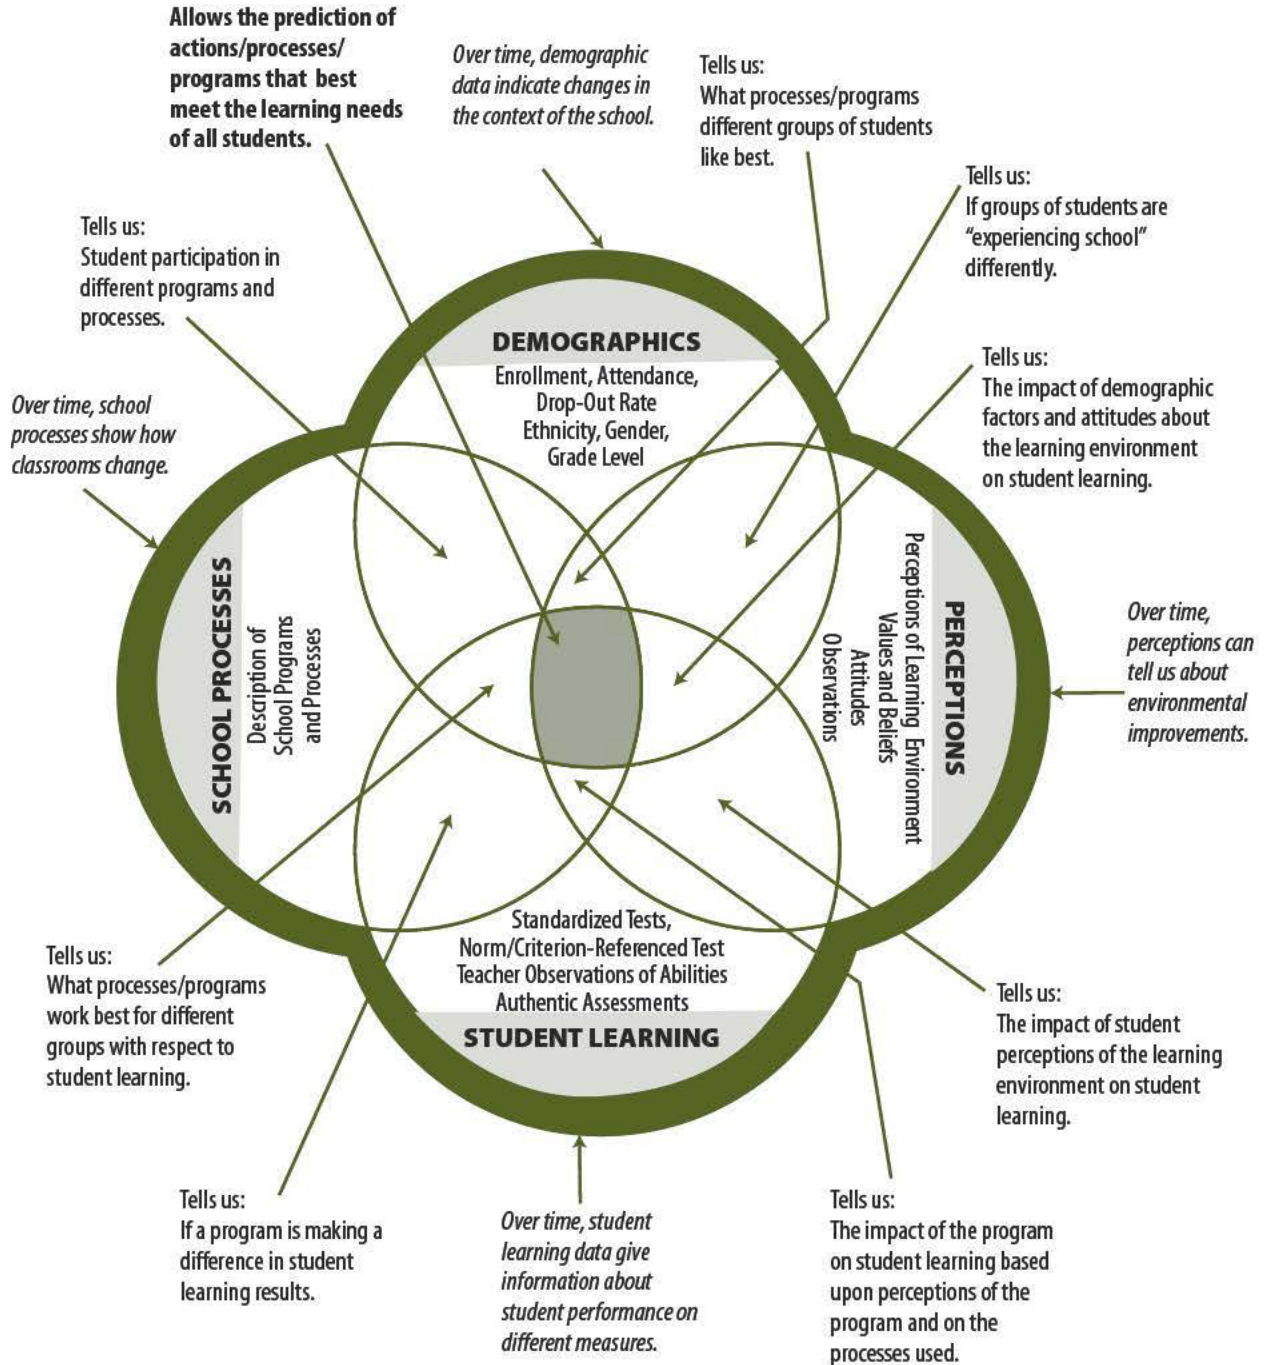 Allows the prediction of
actions/processes/
programs that best
meet the learning needs
of all students.
Over time, demographic
data indicate changes in
the context of the school.
Tells us:
What processes/programs
different groups of students
like best.
Tells us:
If groups of students are
“experiencing school”
differently.
Tells us:
Student participation in
different programs and
processes.
DEMOGRAPHICS
Enrollment, Attendance,
Drop-Out Rate
Ethnicity, Gender,
Grade Level
Tells us:
The impact of demographic
factors and attitudes about
the learning environment
on student learning.
Over time, school
processes show how
classrooms change.
SCHOOL PROCESSES
Description of
School Programs
and Processes
PERCEPTIONS
Perceptions of Learning Environment
Values and Beliefs
Attitudes
Observations
Over time,
perceptions can
tell us about
environmental
improvements.
Standardized Tests,
Norm/Criterion-Referenced Test
Teacher Observations of Abilities
Authentic Assessments
STUDENT LEARNING
Tells us:
What processes/programs
work best for different
groups with respect to
student learning.
Tells us:
The impact of student
perceptions of the learning
environment on student
learning.
Tells us:
If a program is making a
difference in student
learning results.
Over time, student
learning data give
information about
student performance on
different measures.
Tells us:
The impact of the program
on student learning based
upon perceptions of the
program and on the
processes used.